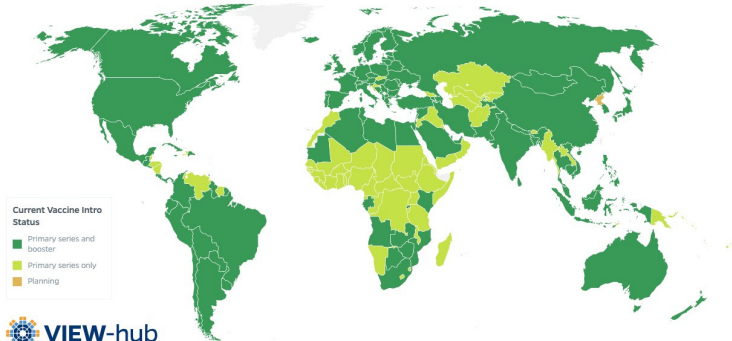 Current Vaccine Intro
Status
Primary series and
booster
Primary series only
Planning
VIEW-hub